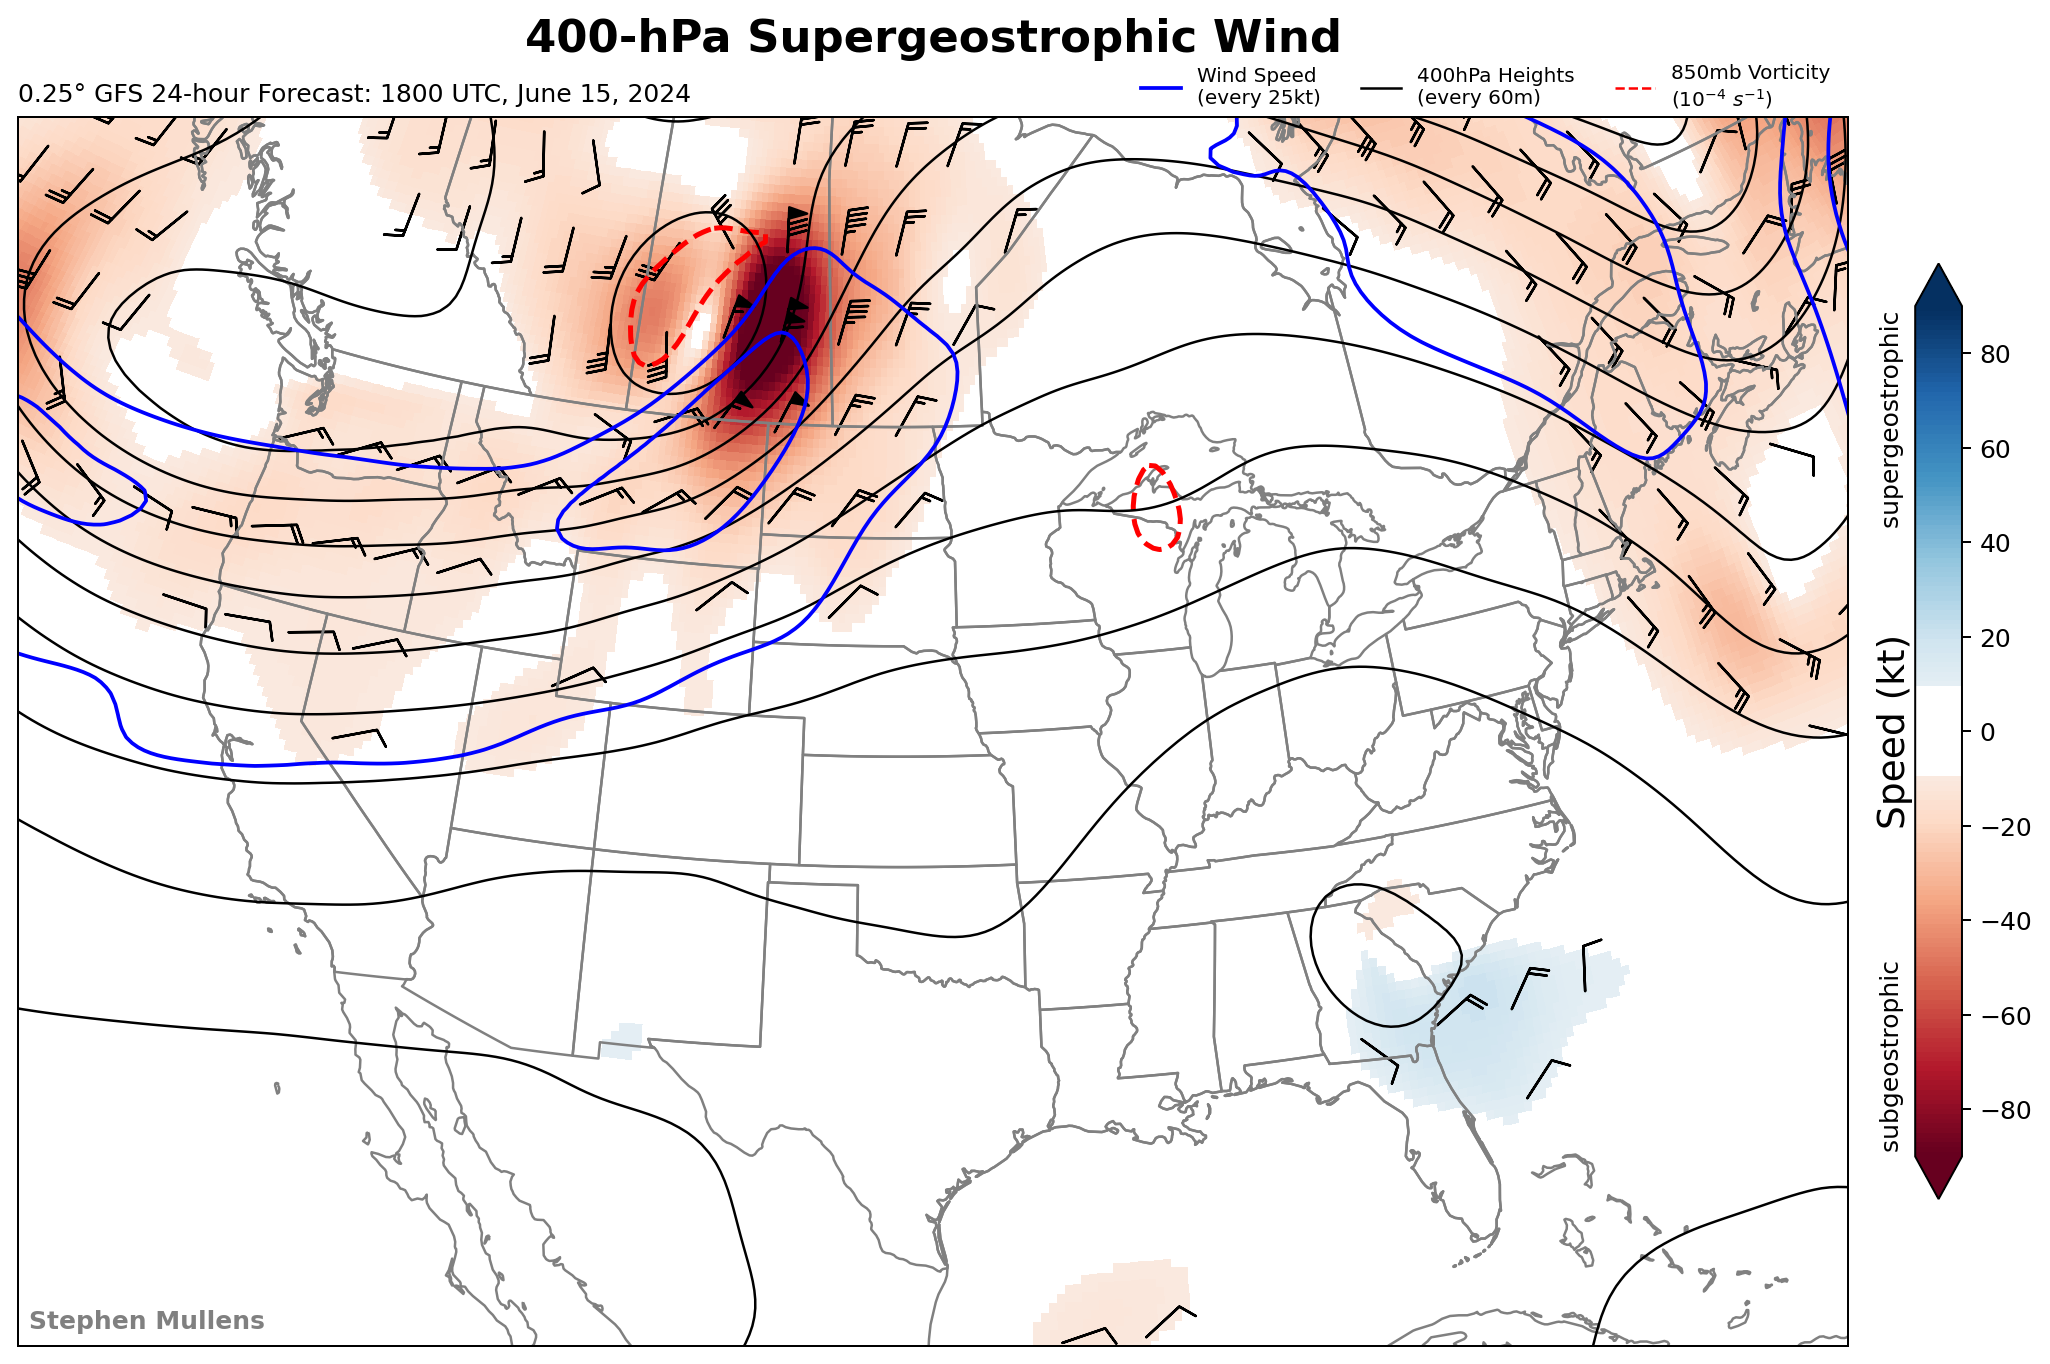 400-hPa Supergeostrophic Wind
0.25° GFS 24-hour Forecast: 1800 UTC, June 15, 2024
Wind Speed
(every 25kt)
400hPa Heights
(every 60m)
850mb Vorticity
(10⁻⁴ s⁻¹)
supergeostrophic
Speed (kt)
subgeostrophic
80
60
40
20
0
−20
−40
−60
−80
Stephen Mullens